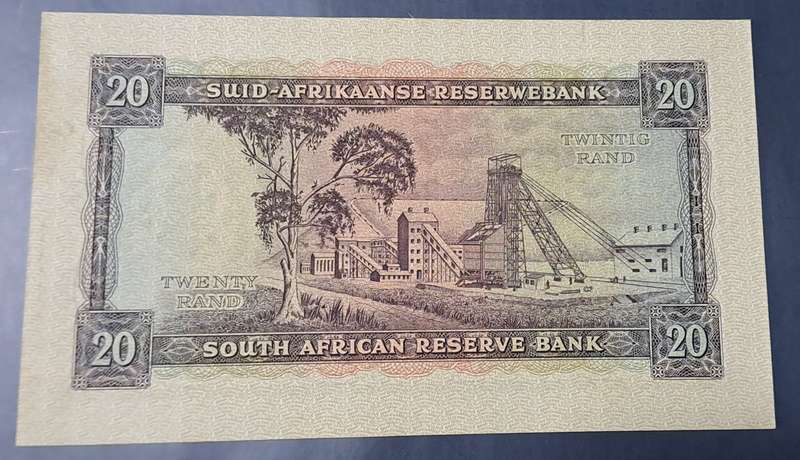 20 SUID-AFRIKAANSE RESERWEBANK 20
TWINTIG
RAND
TWENTY
RAND
20 SOUTH AFRICAN RESERVE BANK 20